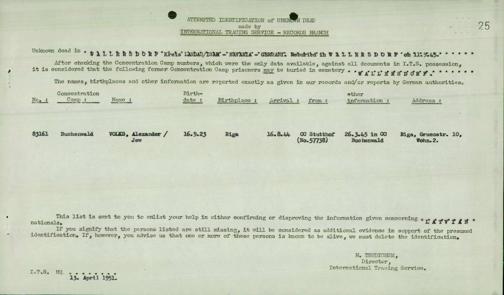 25
ATTEMPTED IDENTIFICATION of UNKNOWN DEAD
made by
INTERNATIONAL TRACING SERVICE - RECORDS BRANCH
Unknown dead in WALLERSDORF Kreis LANDAU/ISAR - BAVARIA - GERMANY. Reburied in WALLERSDORF on
After checking the Concentration Camp numbers, which were the only data available, against all documents in I.T.S. possession,
it is considered that the following former Concentration Camp prisoners may be buried in cemetery WALLERSDORF
The names, birthplaces and other information are reported exactly as given in our records and/or reports by German authorities.
No.: Concentration Camp: Name: Birth-date: Birthplace: Arrival: from: other information: Address:
83161 Buchenwald VOLKO, Alexander / Jew 16.9.23 Riga 16.8.44 CC Stutthof (No.57738) 26.3.45 in CC Buchenwald Riga, 10, Wohn.2.
This list is sent to you to enlist your help in either confirming or disproving the information given concerning LATVIAN
nationals.
If you signify that the persons listed are still missing, it will be considered as additional evidence in support of the presumed
identification. If, however, you advise us that one or more of these persons is known to be alive, we must delete the identification.
Director,
International Tracing Service.
I.T.S.
13. April 1951.